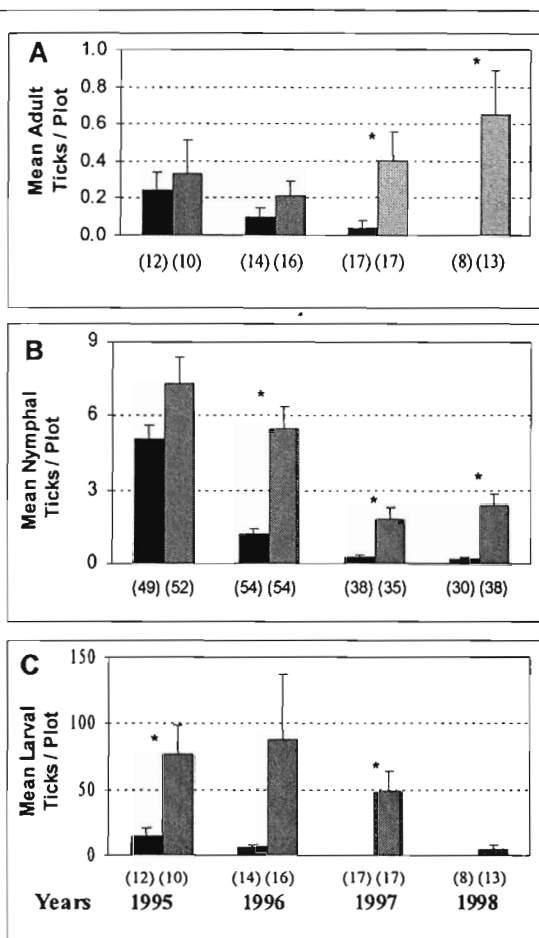 A
Mean Adult
Ticks / Plot
1.0
0.8
0.6
0.4
0.2
0.0
*
*
(12) (10) (14) (16) (17) (17) (8) (13)
B
Mean Nymphal
Ticks / Plot
9
6
3
0
*
*
*
(49) (52) (54) (54) (38) (35) (30) (38)
C
Mean Larval
Ticks / Plot
150
100
50
0
*
*
(12) (10) (14) (16) (17) (17) (8) (13)
Years 1995 1996 1997 1998